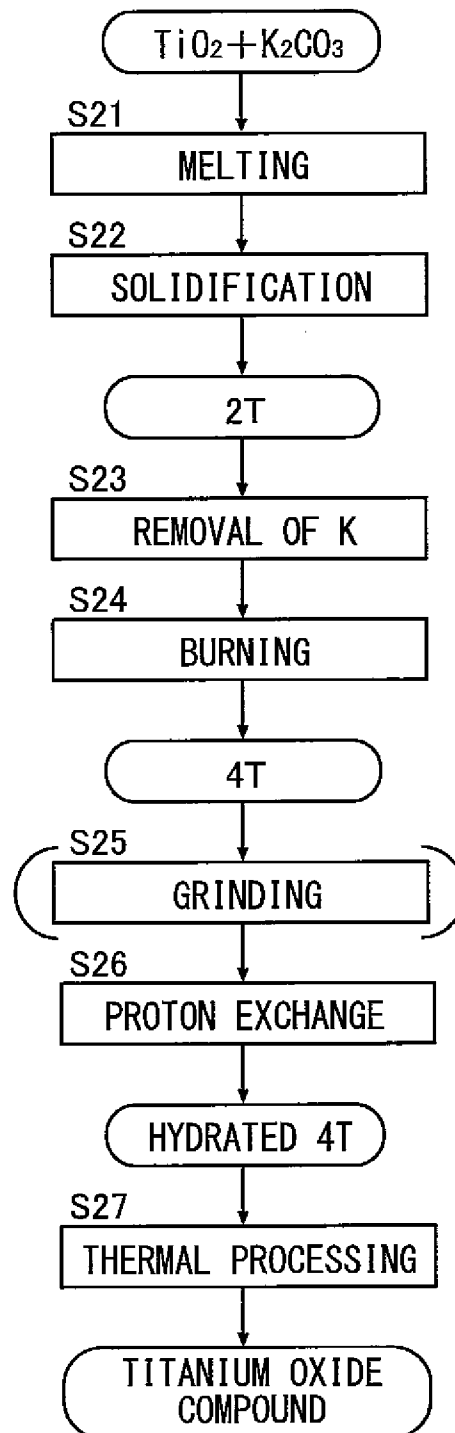 TiO₂+K₂CO₃
S21
MELTING
S22
SOLIDIFICATION
2T
S23
REMOVAL OF K
S24
BURNING
4T
S25
GRINDING
S26
PROTON EXCHANGE
HYDRATED 4T
S27
THERMAL PROCESSING
TITANIUM OXIDE
COMPOUND